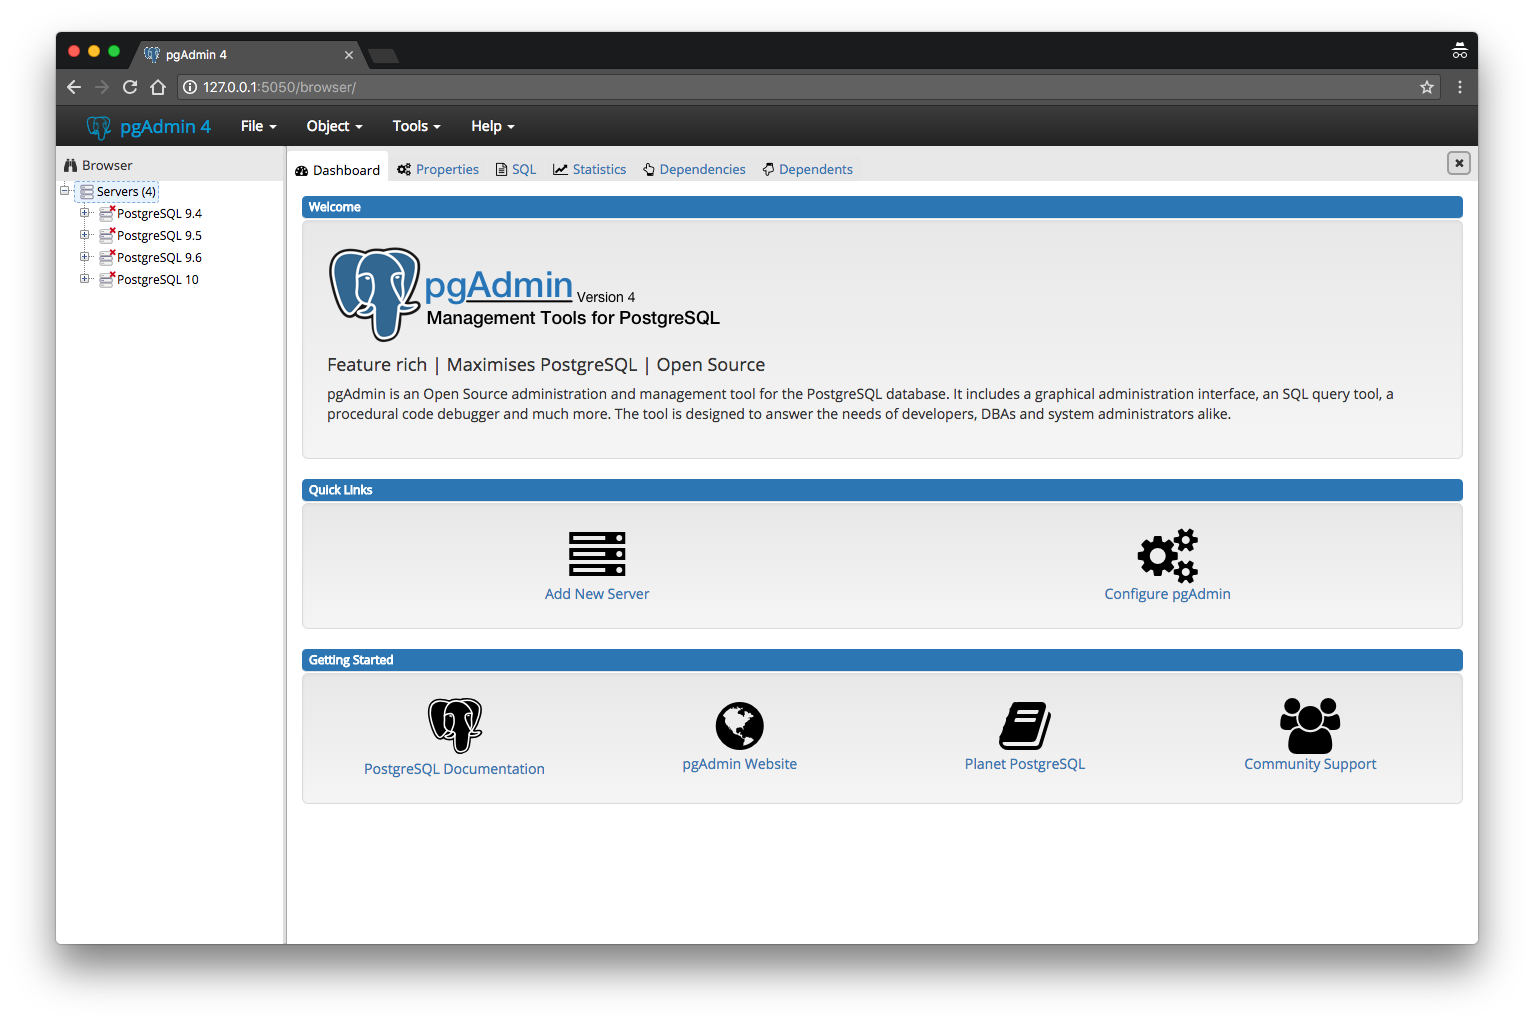 pgAdmin 4
127.0.0.1:5050/browser/
pgAdmin 4 File Object Tools Help
Browser
Servers (4)
PostgreSQL 9.4
PostgreSQL 9.5
PostgreSQL 9.6
PostgreSQL 10
Dashboard Properties SQL Statistics Dependencies Dependents
Welcome
pgAdmin Version 4
Management Tools for PostgreSQL
Feature rich | Maximises PostgreSQL | Open Source
pgAdmin is an Open Source administration and management tool for the PostgreSQL database. It includes a graphical administration interface, an SQL query tool, a
procedural code debugger and much more. The tool is designed to answer the needs of developers, DBAs and system administrators alike.
Quick Links
Add New Server Configure pgAdmin
Getting Started
PostgreSQL Documentation pgAdmin Website Planet PostgreSQL Community Support